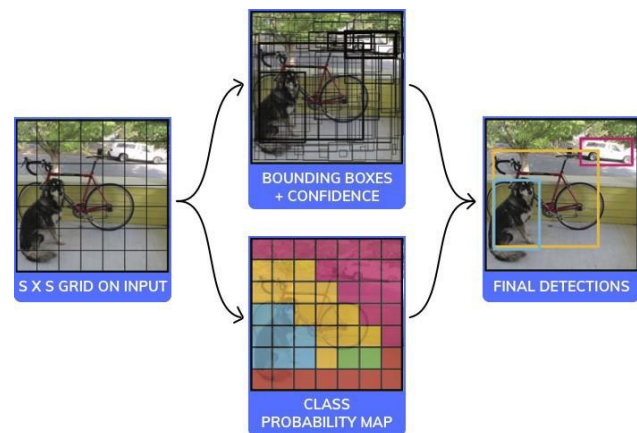 S X S GRID ON INPUT
BOUNDING BOXES
+ CONFIDENCE
CLASS
PROBABILITY MAP
FINAL DETECTIONS